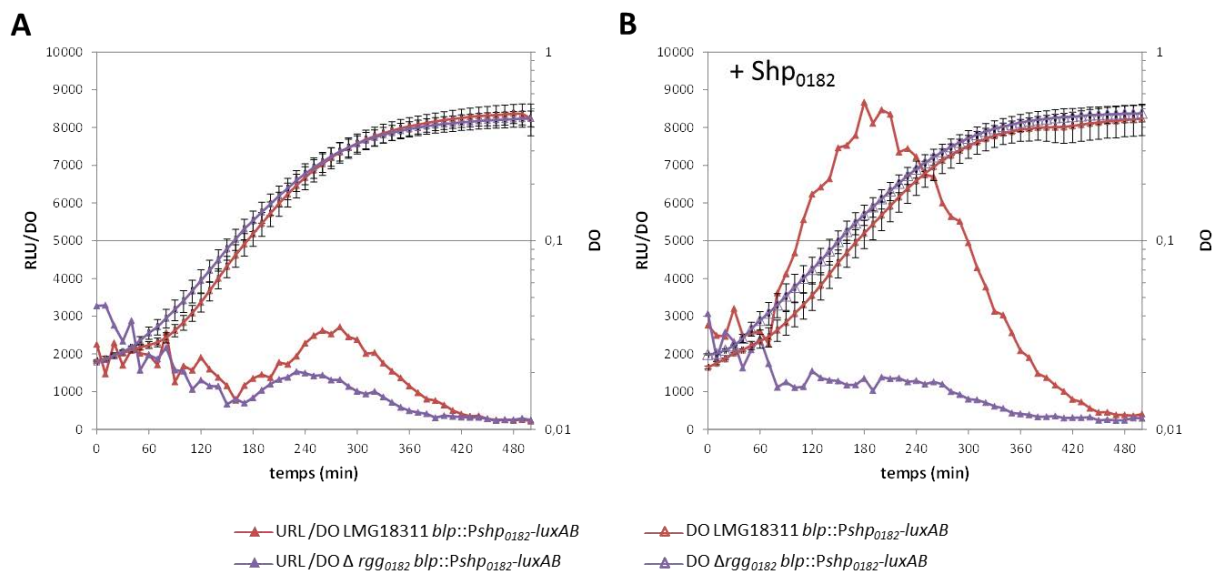 A
B
10000
9000
8000
7000
6000
5000
4000
3000
2000
1000
0
RLU/DO
1
0,1
0,01
DO
0 60 120 180 240 300 360 420 480
temps (min)
+ Shp0182
10000
9000
8000
7000
6000
5000
4000
3000
2000
1000
0
RLU/DO
1
0,1
0,01
DO
0 60 120 180 240 300 360 420 480
temps (min)
URL/DO LMG18311 blp::Pshp0182-luxAB
DO LMG18311 blp::Pshp0182-luxAB
URL/DO Δ rgg0182 blp::Pshp0182-luxAB
DO Δrgg0182 blp::Pshp0182-luxAB